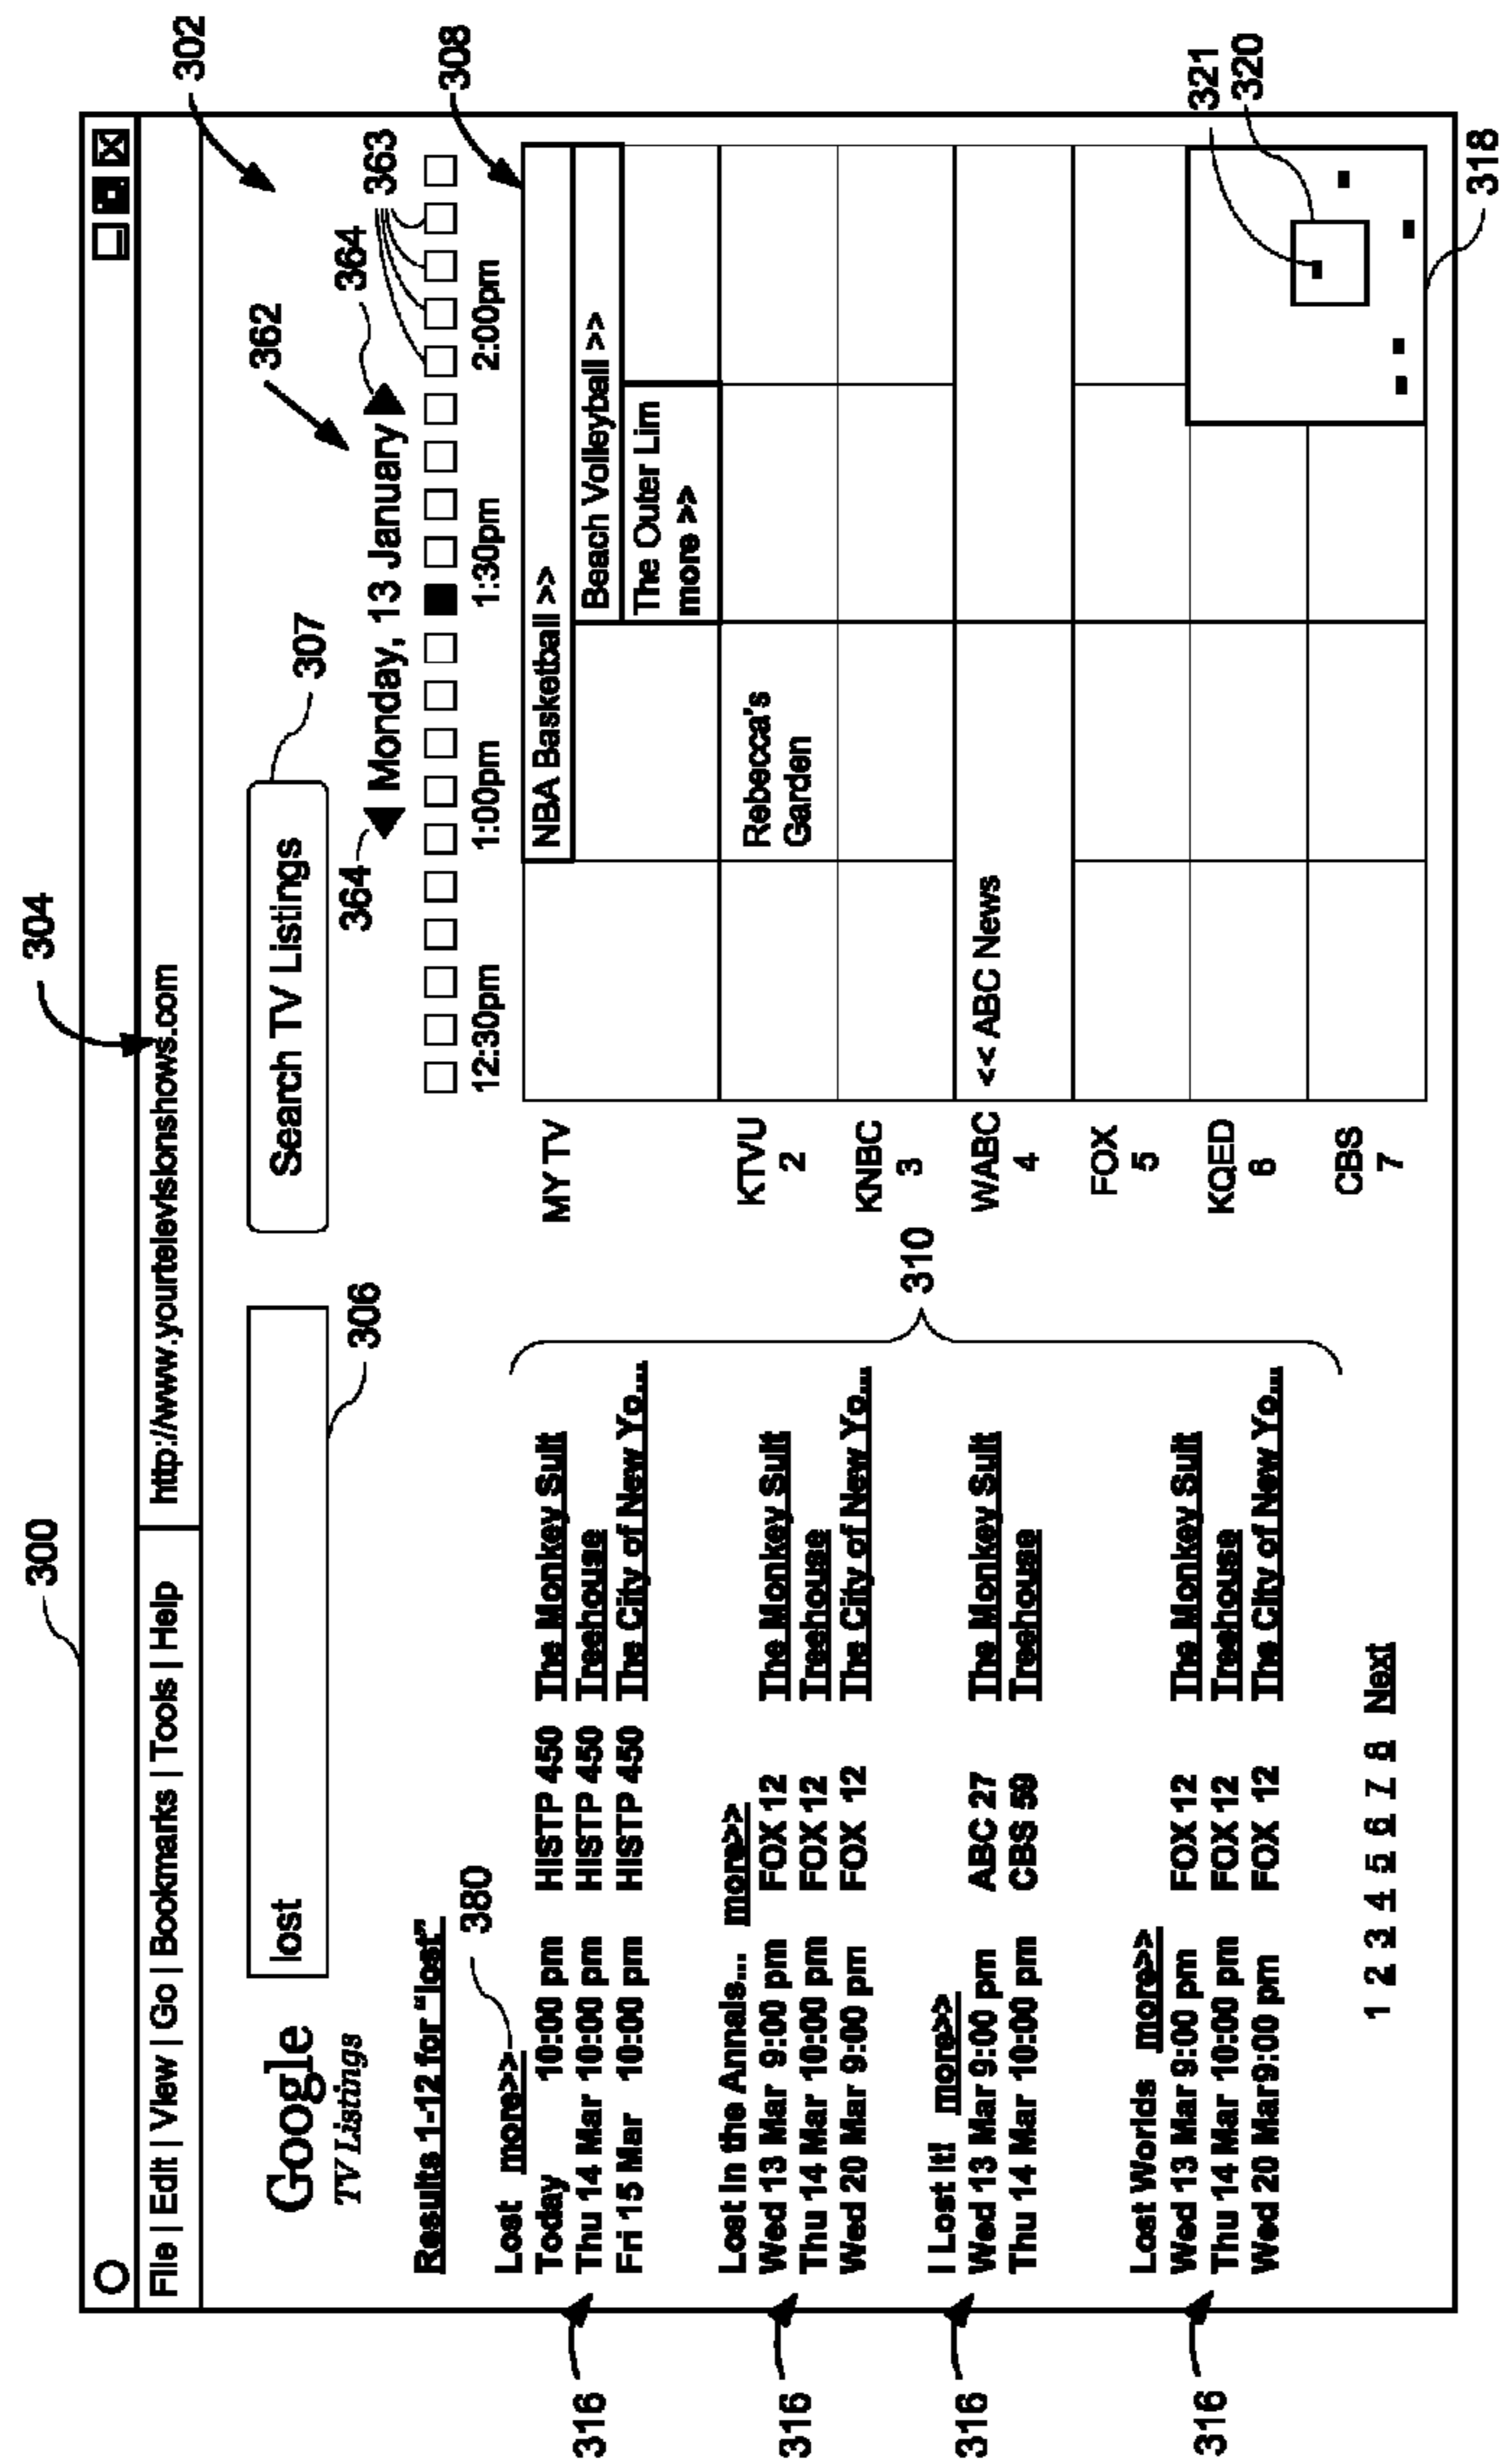 300
304
302
File | Edit | View | Go | Bookmarks | Tools | Help
http://www.yourtelevisionshows.com
Google
TV Listings
lost
306
Search TV Listings
307
362
364
Monday, 13 January
364
363
12:30pm
1:00pm
1:30pm
2:00pm
308
Results 1-12 for "lost"
Lost more>>
380
Today 10:00 pm HISTP 450 The Monkey Suit
Thu 14 Mar 10:00 pm HISTP 450 Treehouse
Fri 15 Mar 10:00 pm HISTP 450 The City of New Yo...
316
Lost in the Annals... more>>
Wed 13 Mar 9:00 pm FOX 12 The Monkey Suit
Thu 14 Mar 10:00 pm FOX 12 Treehouse
Wed 20 Mar 9:00 pm FOX 12 The City of New Yo...
316
I Lost It! more>>
Wed 13 Mar 9:00 pm ABC 27 The Monkey Suit
Thu 14 Mar 10:00 pm CBS 59 Treehouse
316
Lost Worlds more>>
Wed 13 Mar 9:00 pm FOX 12 The Monkey Suit
Thu 14 Mar 10:00 pm FOX 12 Treehouse
Wed 20 Mar9:00 pm FOX 12 The City of New Yo...
316
1 2 3 4 5 6 7 8 Next
310
MY TV
NBA Basketball >>
Beach Volleyball >>
The Outer Lim
more >>
KTVU
2
Rebecca's
Garden
KNBC
3
WABC
4
<< ABC News
FOX
5
KQED
6
CBS
7
321
320
318